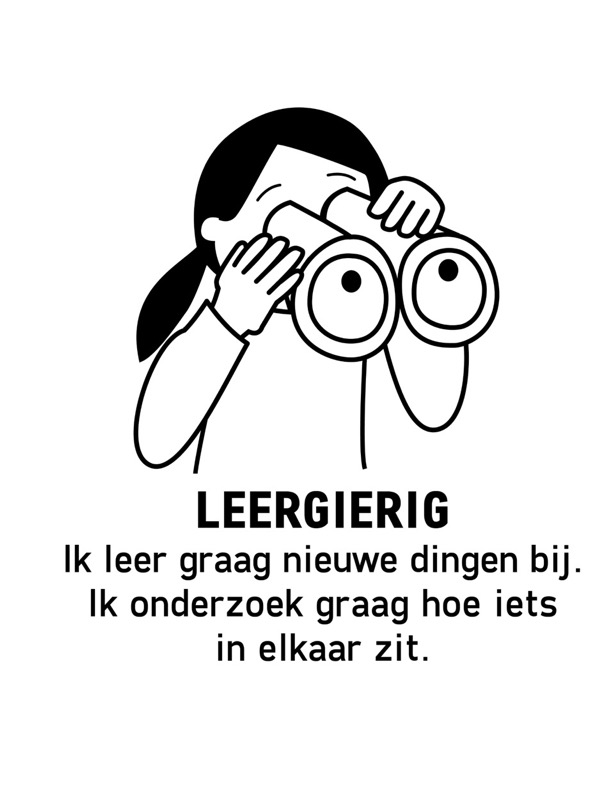 LEERGIERIG
Ik leer graag nieuwe dingen bij.
Ik onderzoek graag hoe iets
in elkaar zit.